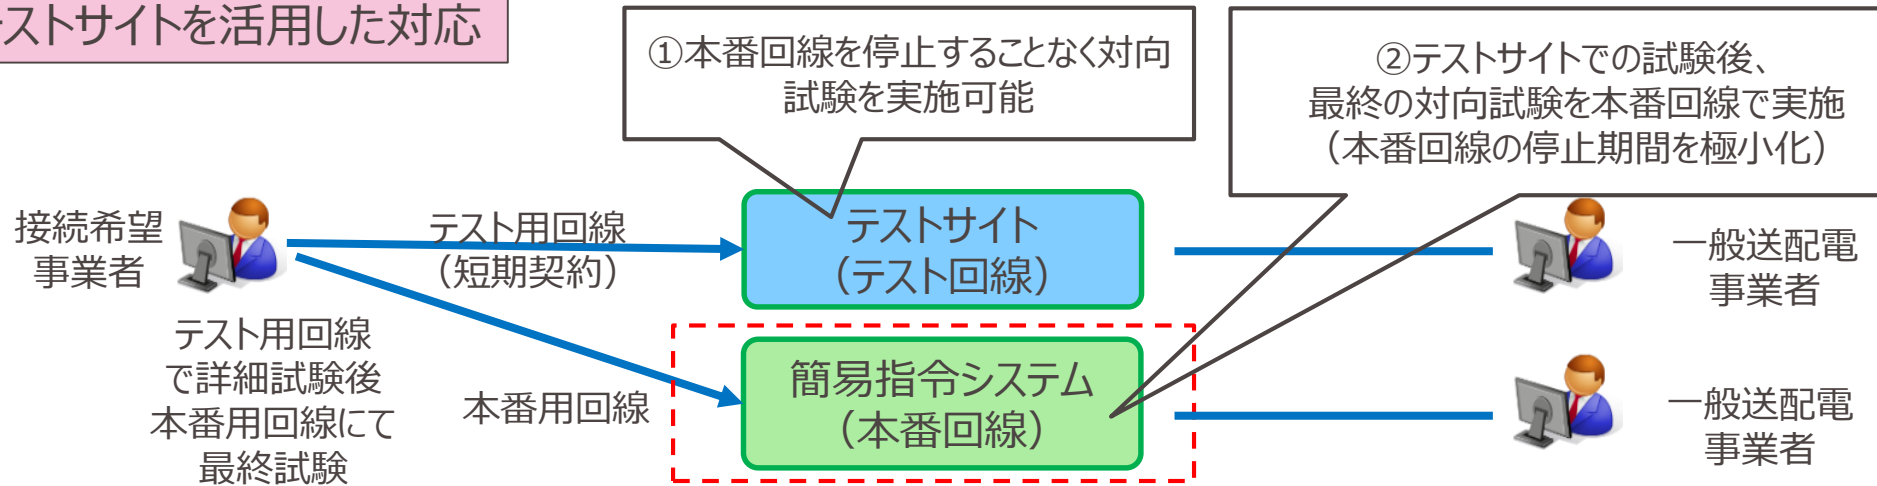 ストサイトを活用した対応
①本番回線を停止することなく対向
試験を実施可能
②テストサイトでの試験後、
最終の対向試験を本番回線で実施
（本番回線の停止期間を極小化）
接続希望
事業者
テスト用回線
（短期契約）
テストサイト
（テスト回線）
一般送配電
事業者
テスト用回線
で詳細試験後
本番用回線にて
最終試験
本番用回線
簡易指令システム
（本番回線）
一般送配電
事業者